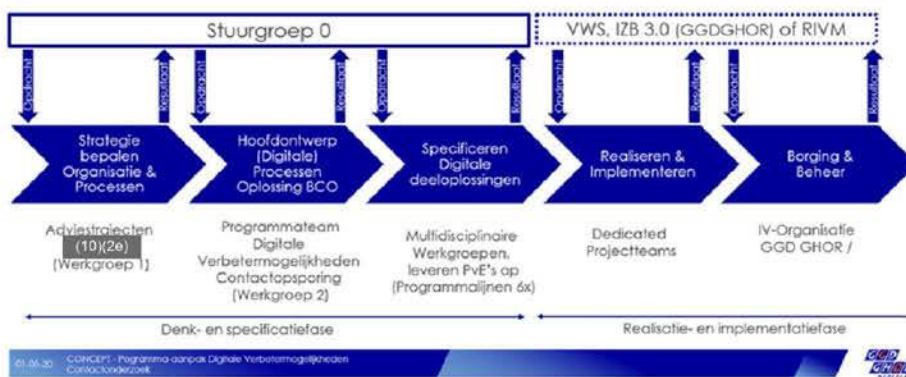 Stuurgroep 0
VWS, IZB 3.0 (GGDGHOR) of RIVM
Opdracht
Resultaat
Opdracht
Resultaat
Opdracht
Resultaat
Opdracht
Resultaat
Opdracht
Resultaat
Strategie
bepalen
Organisatie &
Processen
Hoofdontwerp
(Digitale)
Processen
Oplossing BCO
Specificeren
Digitale
deeloplossingen
Realiseren &
Implementeren
Borging &
Beheer
Adviestrajecten
(10)(2e)
(Werkgroep 1)
Programmateam
Digitale
Verbetermogelijkheden
Contactopsporing
(Werkgroep 2)
Multidisciplinaire
Werkgroepen,
leveren PvE's op
(Programmalijnen 6x)
Dedicated
Projectteams
IV-Organisatie
GGD GHOR /
Denk- en specificatiefase
Realisatie- en implementatiefase
CONCEPT - Programma aanpak Digitale Verbetermogelijkheden
Contactonderzoek
GGD
GHOR